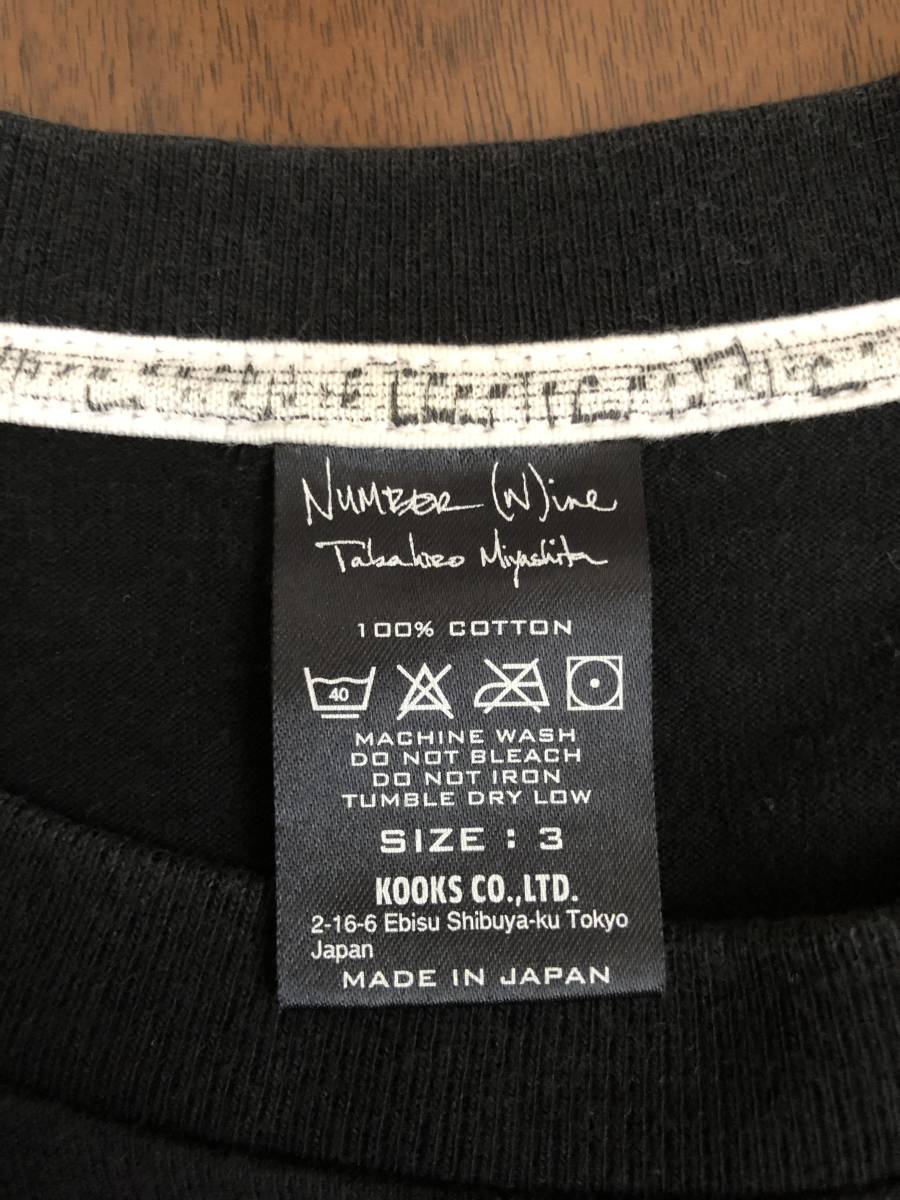 NUMBER (N)ine
Takahiro Miyashita
100% COTTON
40
MACHINE WASH
DO NOT BLEACH
DO NOT IRON
TUMBLE DRY LOW
SIZE : 3
KOOKS CO.,LTD.
2-16-6 Ebisu Shibuya-ku Tokyo
Japan
MADE IN JAPAN